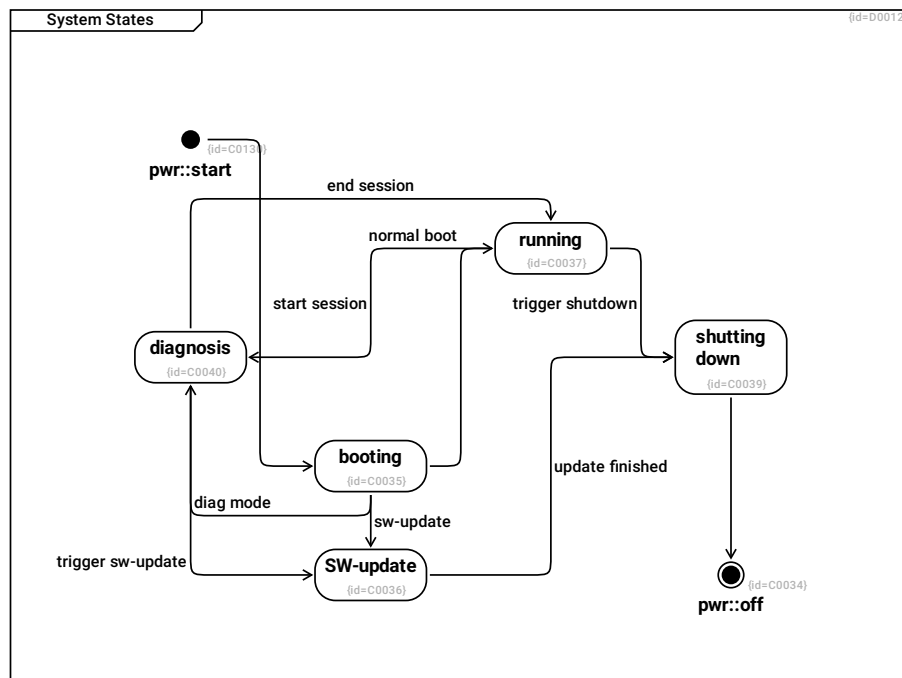 System States
{id=D0012
{id=C0130}
pwr::start
end session
normal boot
running
{id=C0037}
start session
trigger shutdown
diagnosis
{id=C0040}
shutting
down
{id=C0039}
booting
{id=C0035}
update finished
diag mode
sw-update
trigger sw-update
SW-update
{id=C0036}
{id=C0034}
pwr::off